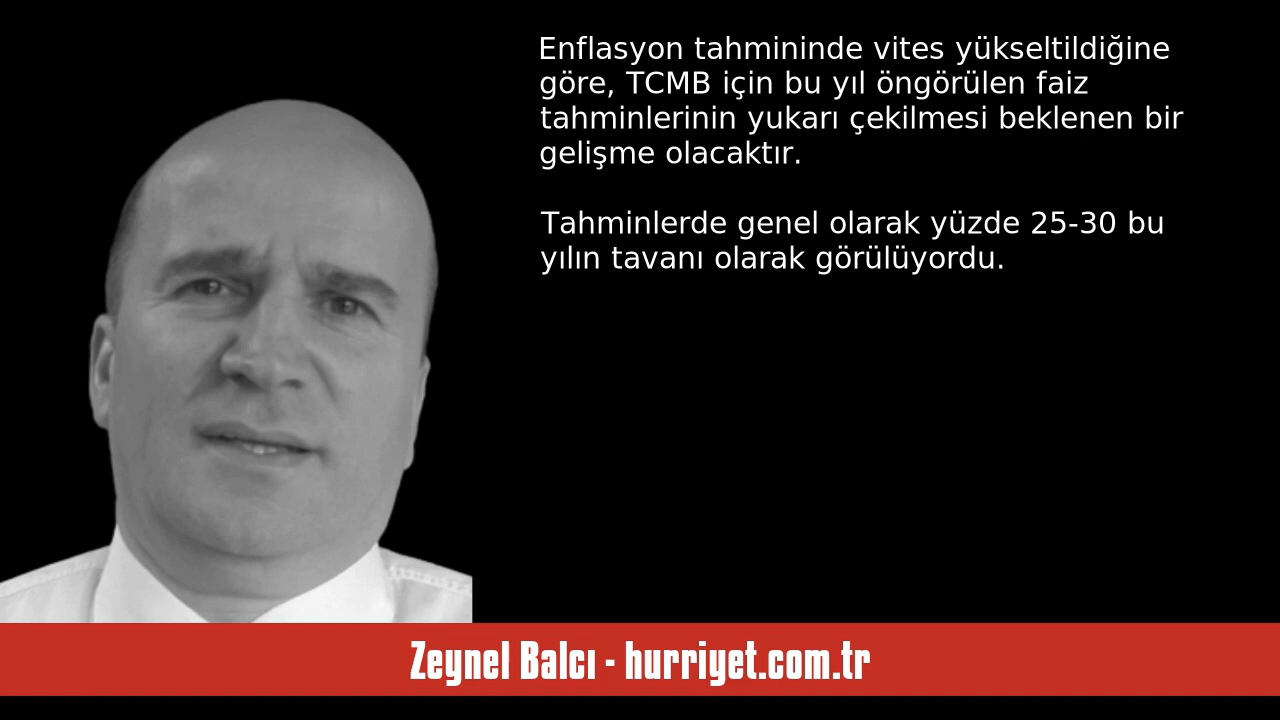 Enflasyon tahmininde vites yükseltildiğine
göre, TCMB için bu yıl öngörülen faiz
tahminlerinin yukarı çekilmesi beklenen bir
gelişme olacaktır.
Tahminlerde genel olarak yüzde 25-30 bu
yılın tavanı olarak görülüyordu.
Zeynel Balcı - hurriyet.com.tr